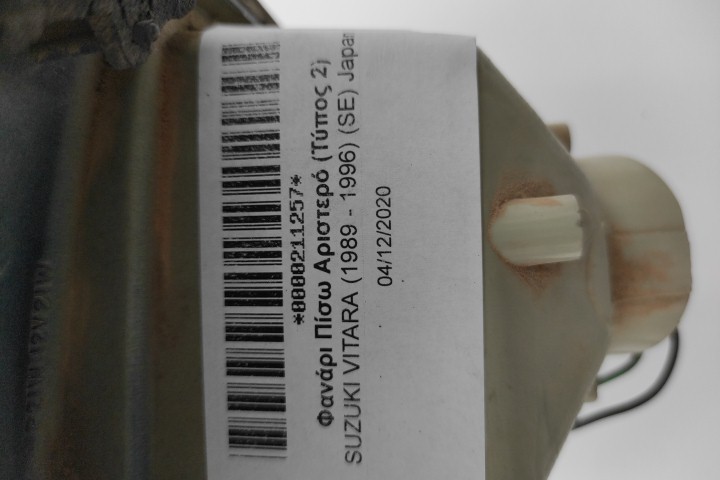 *0000211257*
Φανάρι Πίσω Αριστερό (Τύπος 2)
SUZUKI VITARA (1989 - 1996) (SE) Japan
04/12/2020